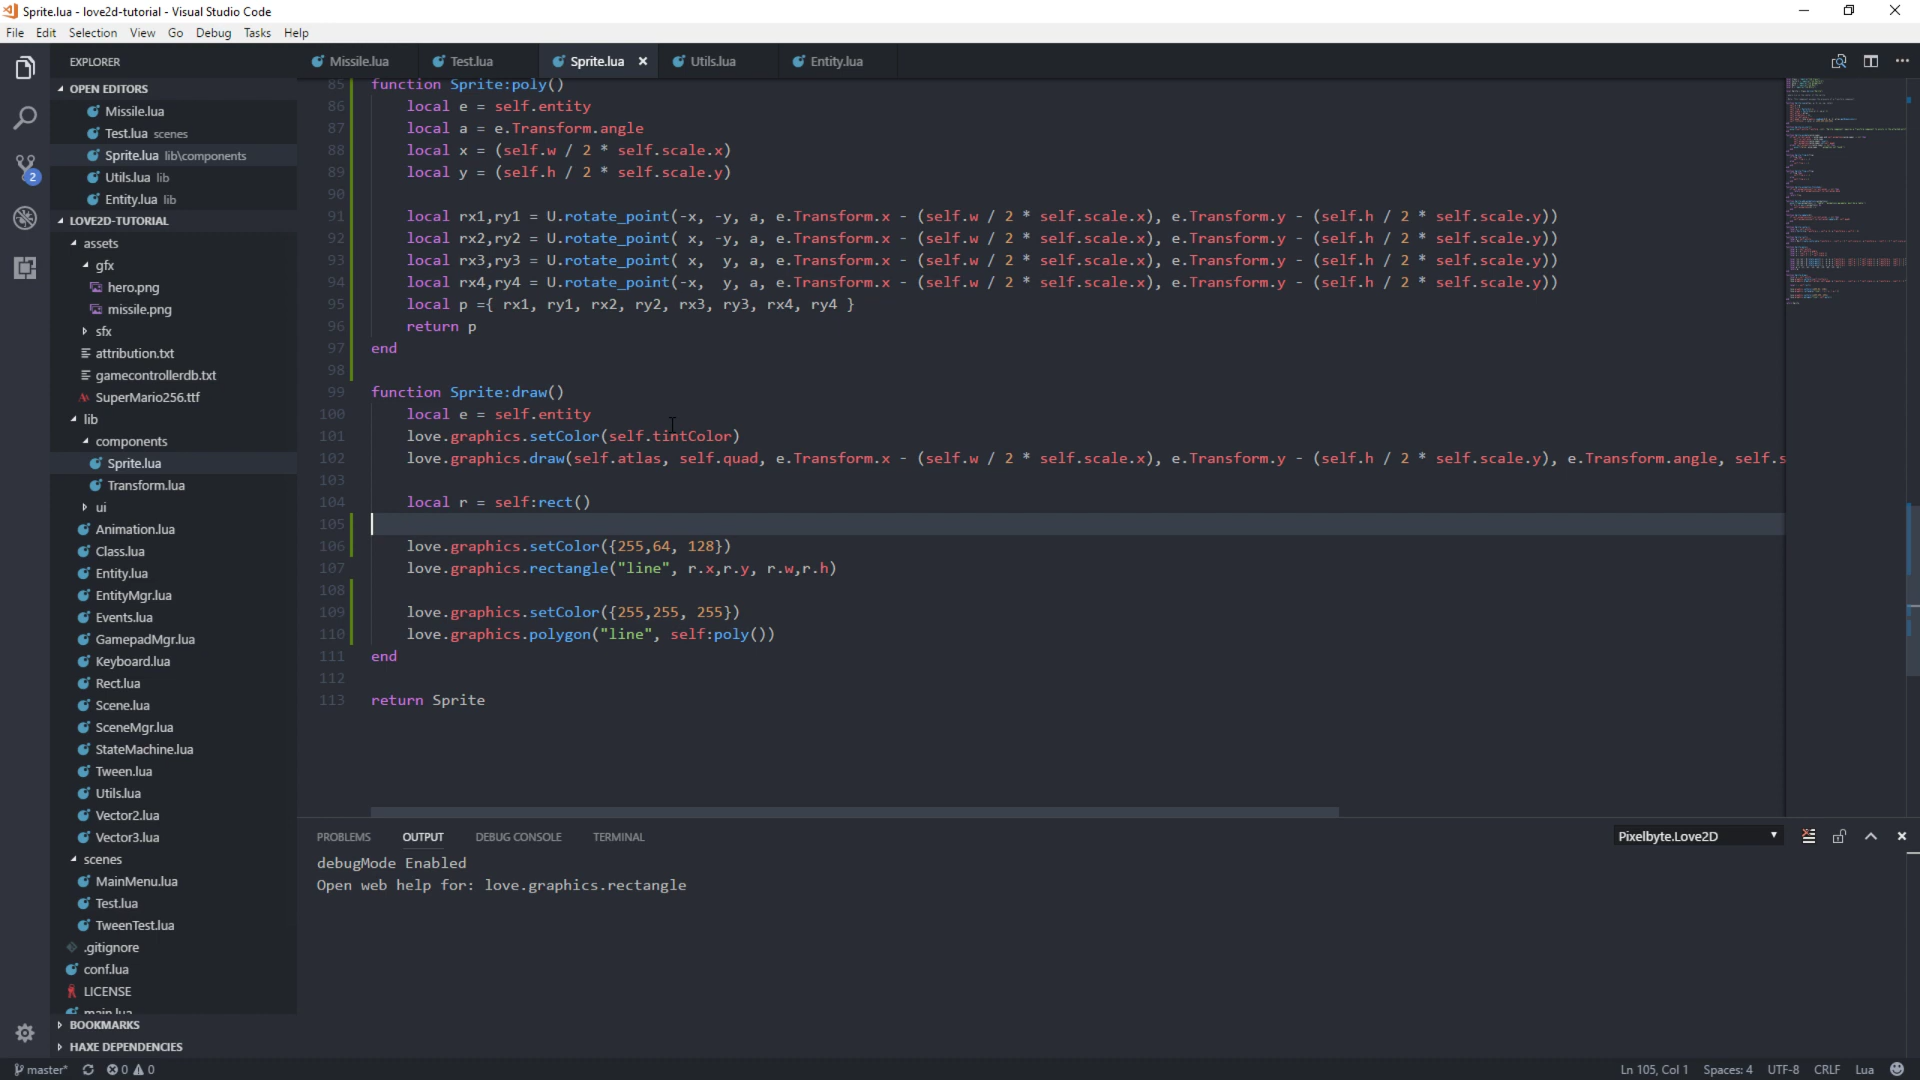 Sprite.lua - love2d-tutorial - Visual Studio Code
File Edit Selection View Go Debug Tasks Help
EXPLORER
OPEN EDITORS
Missile.lua
Test.lua scenes
Sprite.lua lib\components
Utils.lua lib
Entity.lua lib
2
LOVE2D-TUTORIAL
assets
gfx
hero.png
missile.png
sfx
attribution.txt
gamecontrollerdb.txt
SuperMario256.ttf
lib
components
Sprite.lua
Transform.lua
ui
Animation.lua
Class.lua
Entity.lua
EntityMgr.lua
Events.lua
GamepadMgr.lua
Keyboard.lua
Rect.lua
Scene.lua
SceneMgr.lua
StateMachine.lua
Tween.lua
Utils.lua
Vector2.lua
Vector3.lua
scenes
MainMenu.lua
Test.lua
TweenTest.lua
.gitignore
conf.lua
LICENSE
main.lua
BOOKMARKS
HAXE DEPENDENCIES
Missile.lua Test.lua Sprite.lua Utils.lua Entity.lua
85 function Sprite:poly()
86 local e = self.entity
87 local a = e.Transform.angle
88 local x = (self.w / 2 * self.scale.x)
89 local y = (self.h / 2 * self.scale.y)
90
91 local rx1,ry1 = U.rotate_point(-x, -y, a, e.Transform.x - (self.w / 2 * self.scale.x), e.Transform.y - (self.h / 2 * self.scale.y))
92 local rx2,ry2 = U.rotate_point( x, -y, a, e.Transform.x - (self.w / 2 * self.scale.x), e.Transform.y - (self.h / 2 * self.scale.y))
93 local rx3,ry3 = U.rotate_point( x,  y, a, e.Transform.x - (self.w / 2 * self.scale.x), e.Transform.y - (self.h / 2 * self.scale.y))
94 local rx4,ry4 = U.rotate_point(-x,  y, a, e.Transform.x - (self.w / 2 * self.scale.x), e.Transform.y - (self.h / 2 * self.scale.y))
95 local p ={ rx1, ry1, rx2, ry2, rx3, ry3, rx4, ry4 }
96 return p
97 end
98
99 function Sprite:draw()
100 local e = self.entity
101 love.graphics.setColor(self.tintColor)
102 love.graphics.draw(self.atlas, self.quad, e.Transform.x - (self.w / 2 * self.scale.x), e.Transform.y - (self.h / 2 * self.scale.y), e.Transform.angle, self.s
103
104 local r = self:rect()
105
106 love.graphics.setColor({255,64, 128})
107 love.graphics.rectangle("line", r.x,r.y, r.w,r.h)
108
109 love.graphics.setColor({255,255, 255})
110 love.graphics.polygon("line", self:poly())
111 end
112
113 return Sprite
PROBLEMS OUTPUT DEBUG CONSOLE TERMINAL
Pixelbyte.Love2D
debugMode Enabled
Open web help for: love.graphics.rectangle
master* 0 0
Ln 105, Col 1 Spaces: 4 UTF-8 CRLF Lua